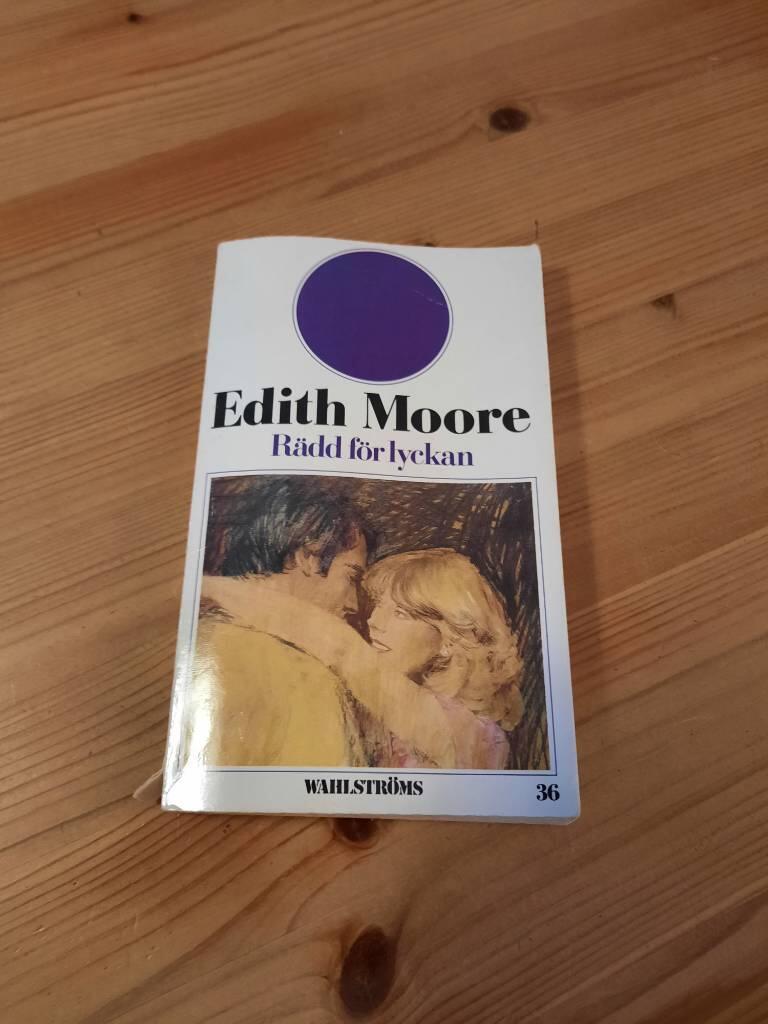 Edith Moore
Rädd för lyckan
WAHLSTRÖMS
36